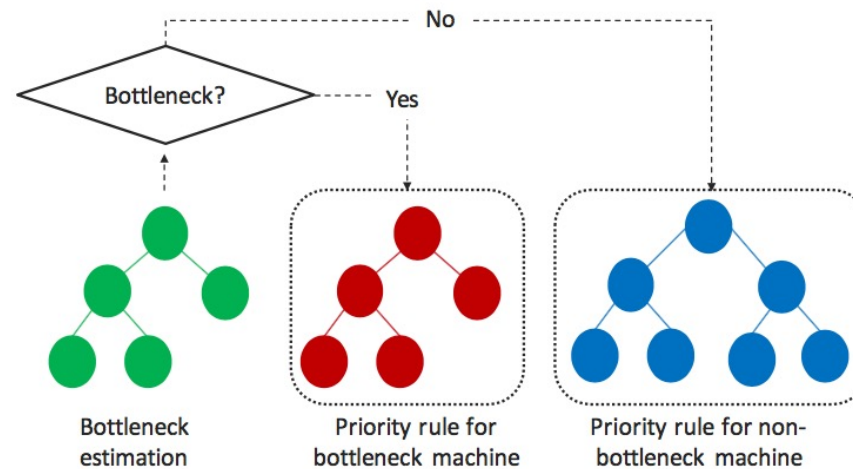 No
Bottleneck?
Yes
Bottleneck
estimation
Priority rule for
bottleneck machine
Priority rule for non-
bottleneck machine